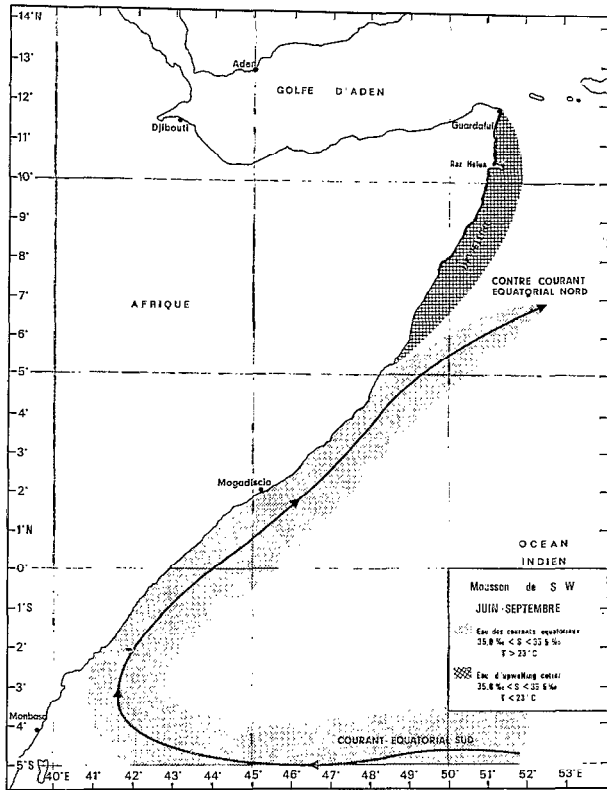 14°N
13°
12°
11°
10°
9°
8°
7°
6°
5°
4°
3°
2°
1°N
0°
1°S
2°
3°
4°
5°S
Aden
GOLFE D'ADEN
Djibouti
Guardafui
Raz Hafun
AFRIQUE
CONTRE COURANT
EQUATORIAL NORD
Mogadiscio
OCEAN
INDIEN
Mombasa
COURANT EQUATORIAL SUD
Mousson de S W
JUIN-SEPTEMBRE
Eau des courants equatoriaux
T > 23°C
Eau d'upwelling cotier
T < 23°C
40°E
41°
42°
43°
44°
45°
46°
47°
48°
49°
50°
51°
52°
53°
54°E